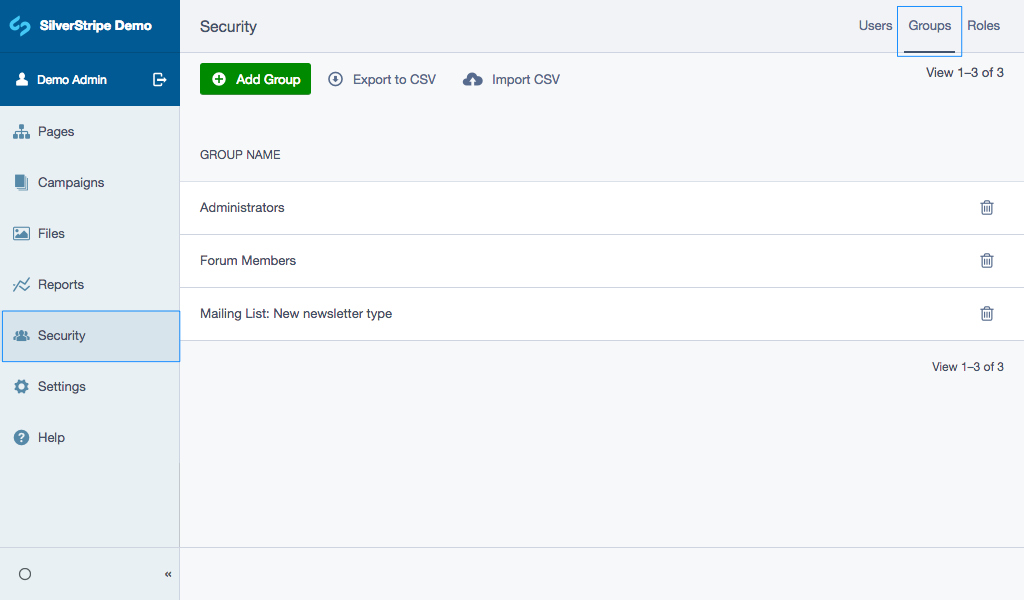 SilverStripe Demo
Security
Users Groups Roles
Demo Admin
Add Group Export to CSV Import CSV
View 1–3 of 3
Pages
Campaigns
Files
Reports
Security
Settings
Help
GROUP NAME
Administrators
Forum Members
Mailing List: New newsletter type
View 1–3 of 3
«